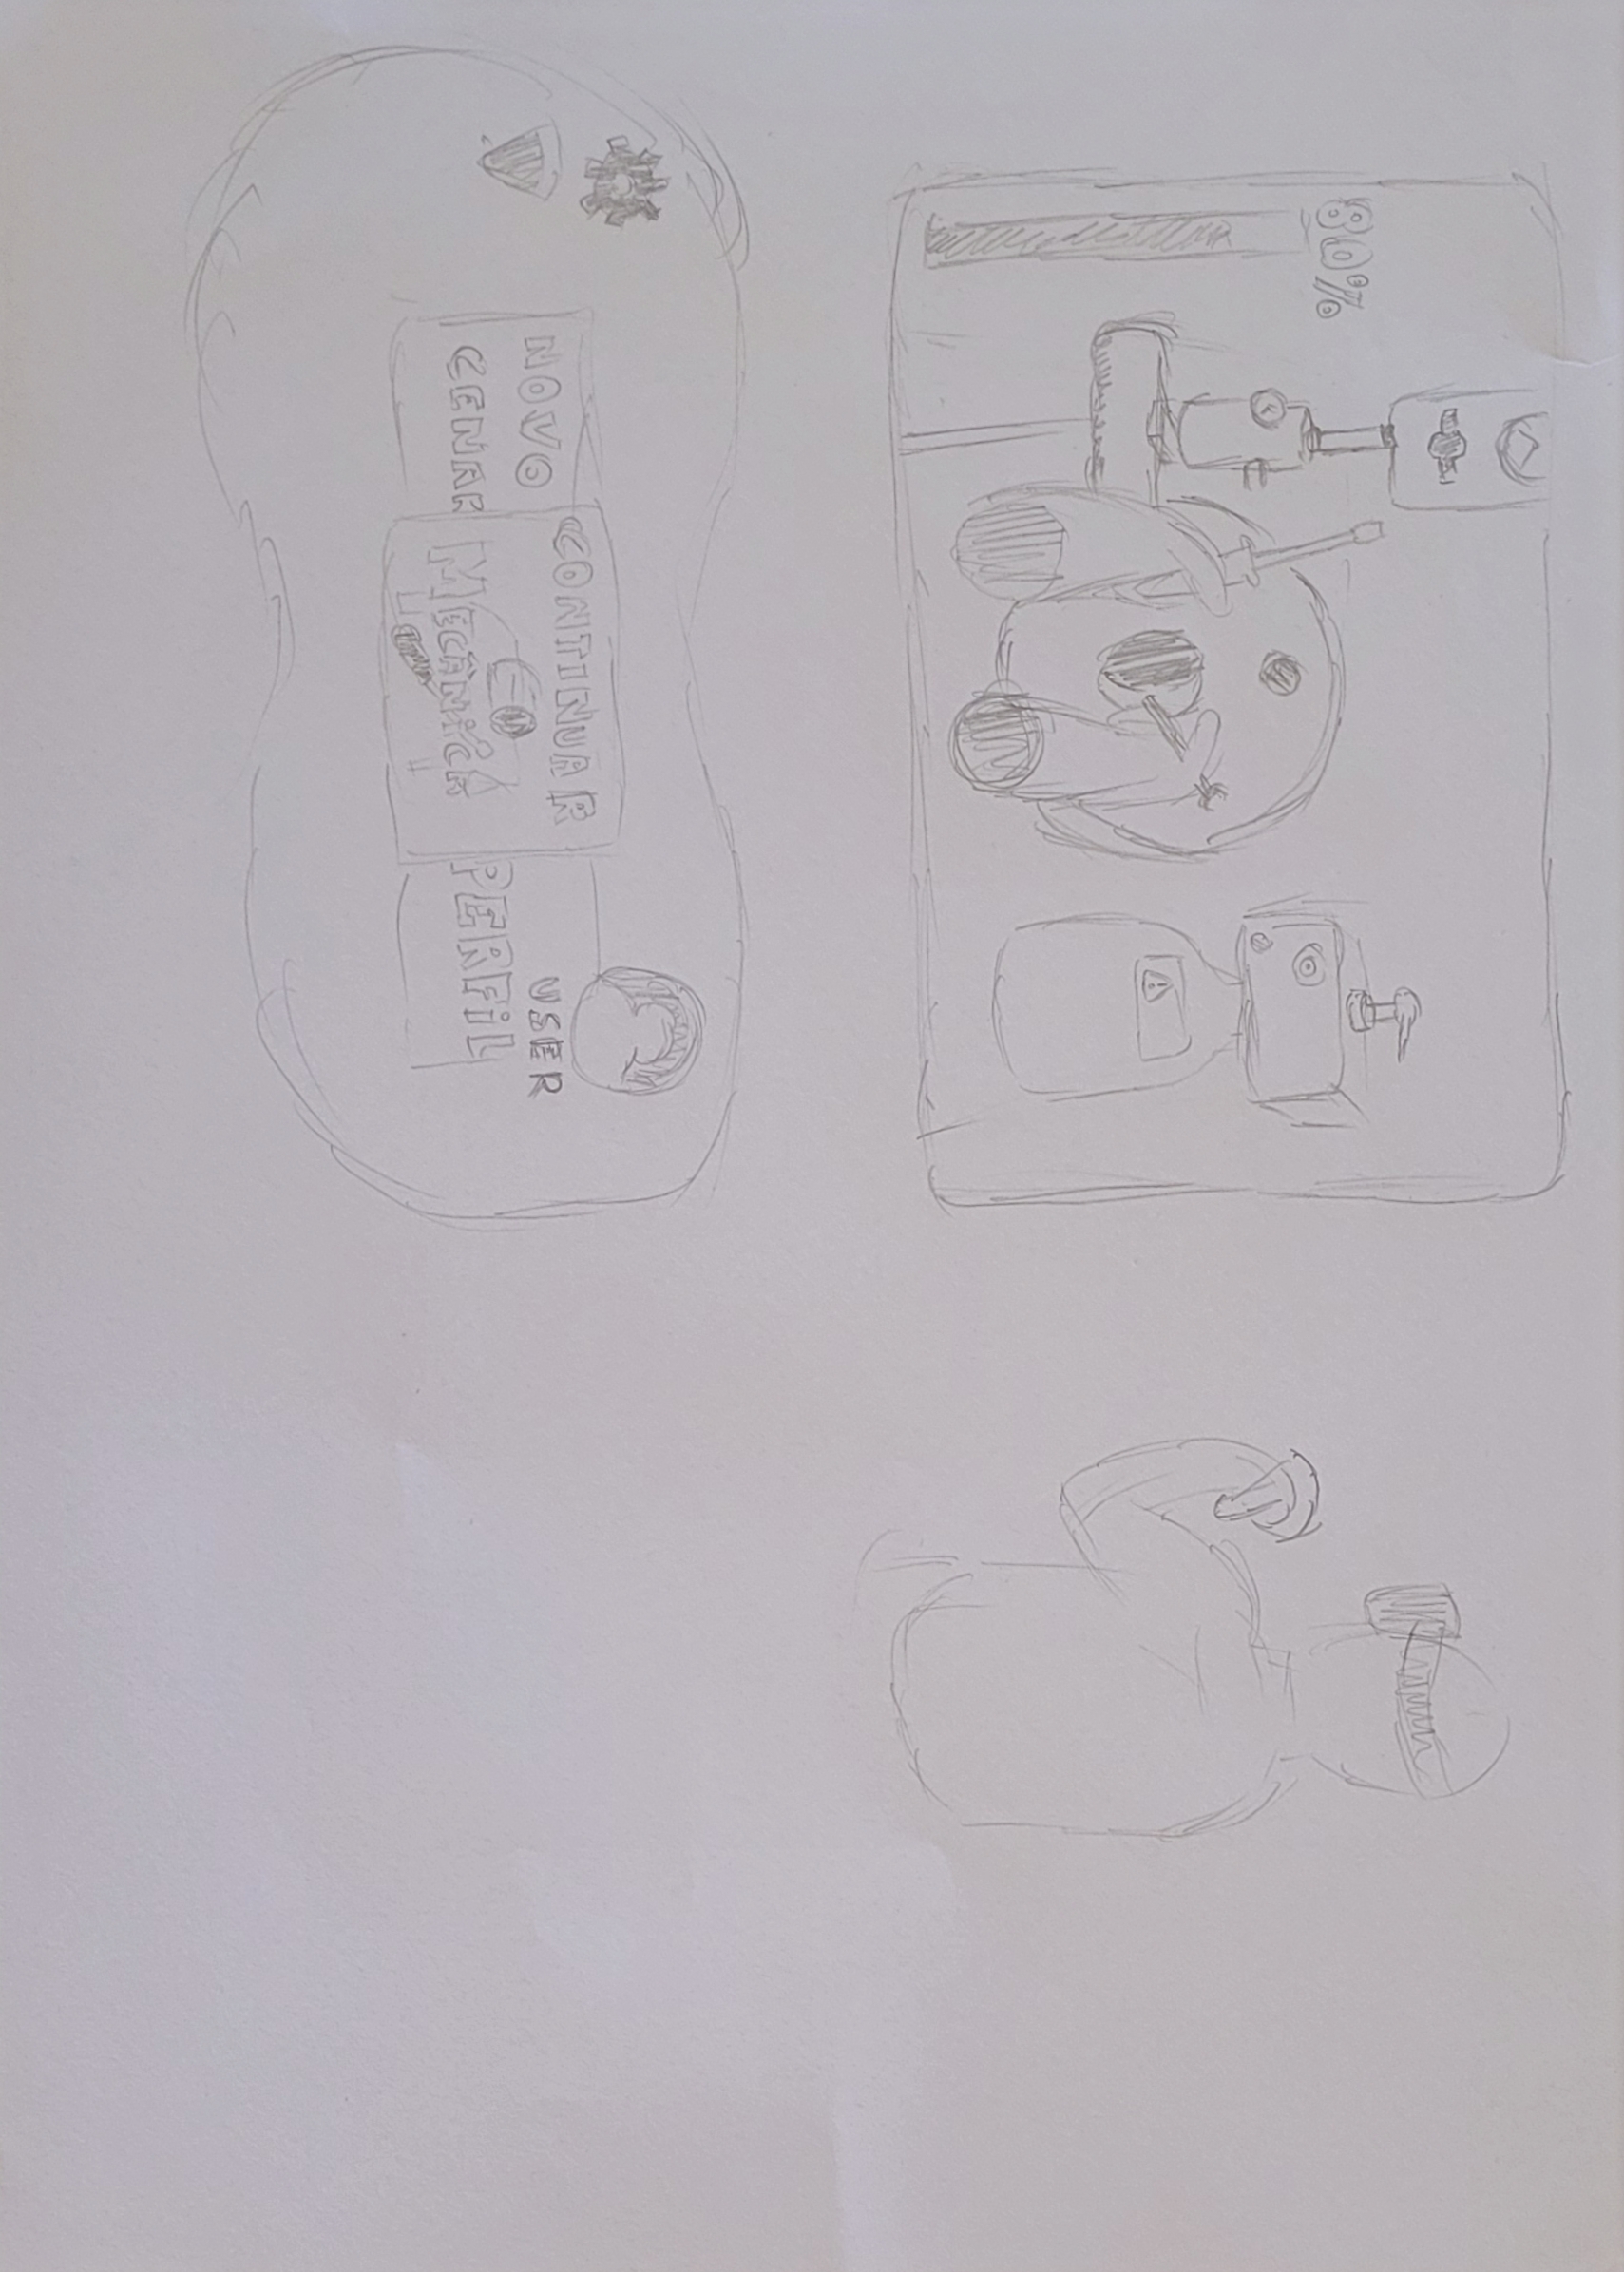 80%
CONTINUAR
NOVO
CENAR
MECÂNICA
USER
PERFIL